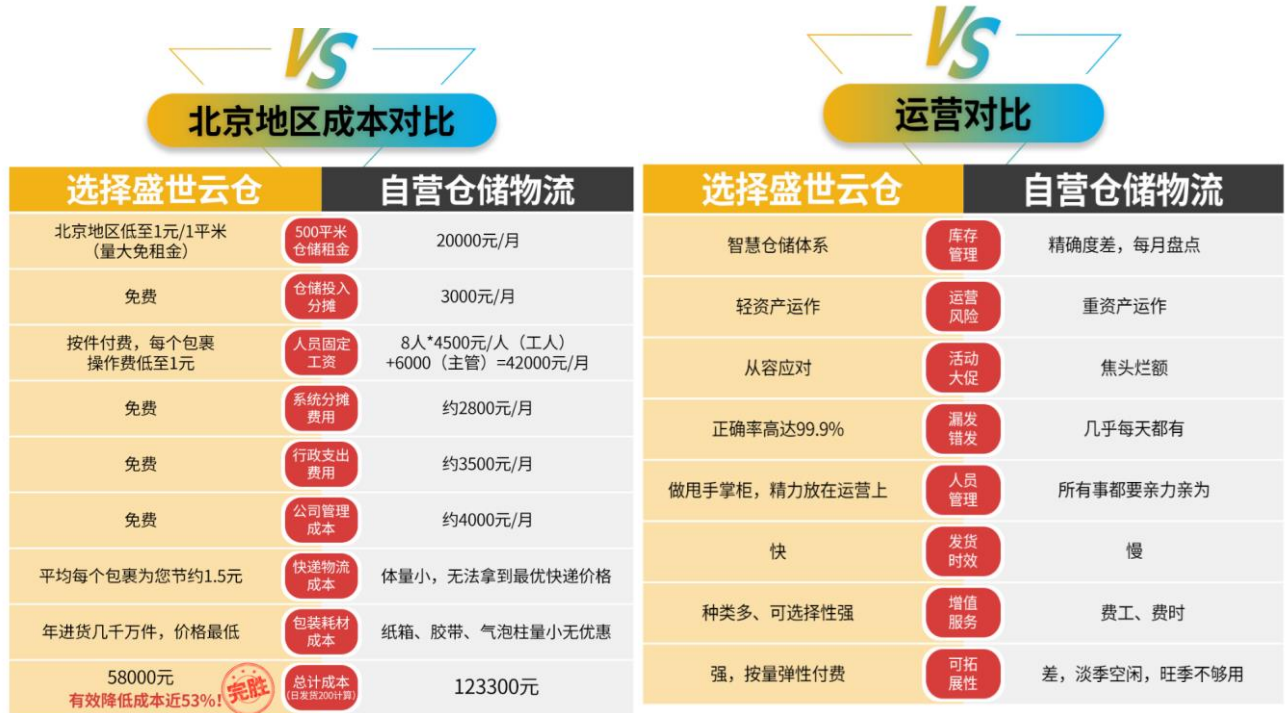 VS
北京地区成本对比
选择盛世云仓
自营仓储物流
北京地区低至1元/1平米
（量大免租金）
500平米
仓储租金
20000元/月
免费
仓储投入
分摊
3000元/月
按件付费，每个包裹
操作费低至1元
人员固定
工资
8人*4500元/人（工人）
+6000（主管）=42000元/月
免费
系统分摊
费用
约2800元/月
免费
行政支出
费用
约3500元/月
免费
公司管理
成本
约4000元/月
平均每个包裹为您节约1.5元
快递物流
成本
体量小，无法拿到最优快递价格
年进货几千万件，价格最低
包装耗材
成本
纸箱、胶带、气泡柱量小无优惠
58000元
有效降低成本近53%!
完胜
总计成本
(日发货200计算)
123300元
VS
运营对比
选择盛世云仓
自营仓储物流
智慧仓储体系
库存
管理
精确度差，每月盘点
轻资产运作
运营
风险
重资产运作
从容应对
活动
大促
焦头烂额
正确率高达99.9%
漏发
错发
几乎每天都有
做甩手掌柜，精力放在运营上
人员
管理
所有事都要亲力亲为
快
发货
时效
慢
种类多、可选择性强
增值
服务
费工、费时
强，按量弹性付费
可拓
展性
差，淡季空闲，旺季不够用